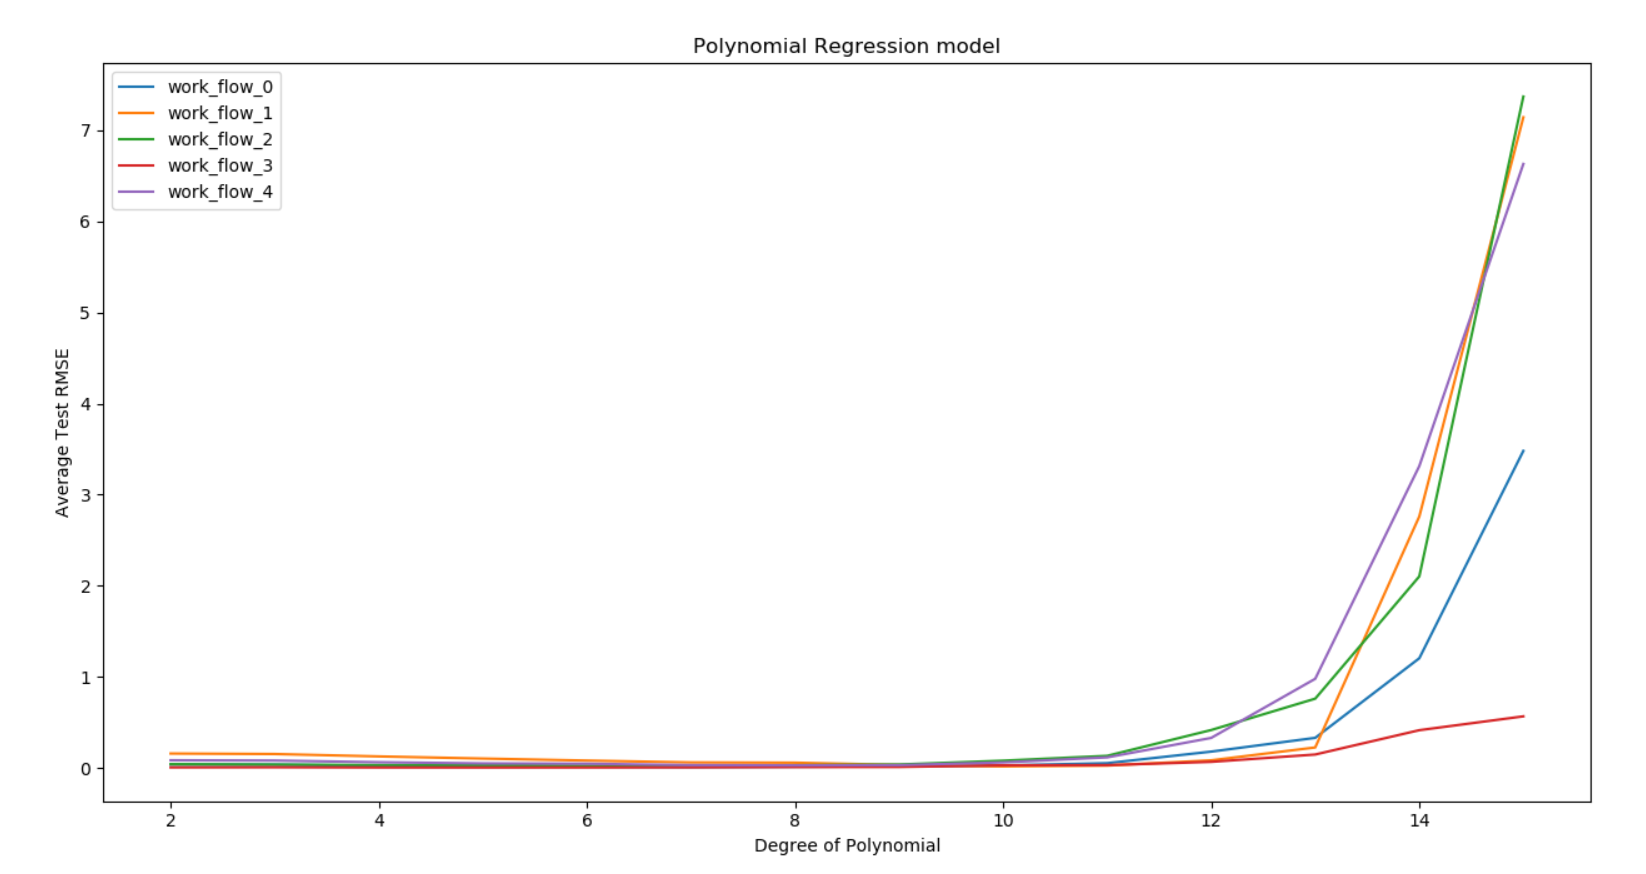 Polynomial Regression model
work_flow_0
work_flow_1
work_flow_2
work_flow_3
work_flow_4
7
6
5
4
3
2
1
0
Average Test RMSE
2 4 6 8 10 12 14
Degree of Polynomial